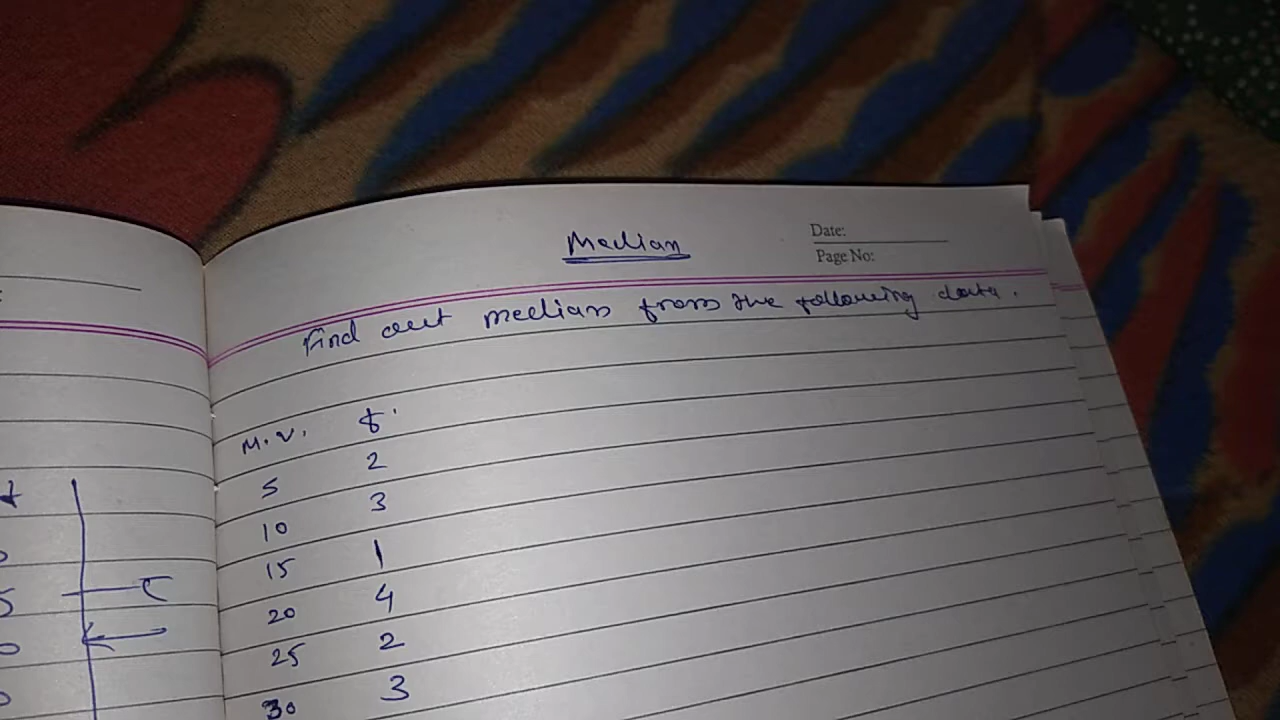 Median
Date:
Page No:
Find out median from the following data.
M.V. f.
5 2
10 3
15 1
20 4
25 2
30 3